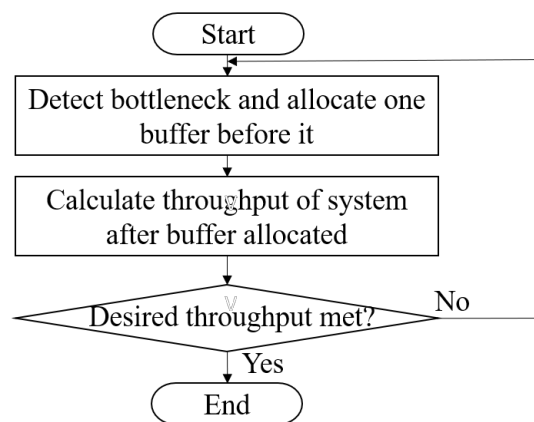 Start
Detect bottleneck and allocate one
buffer before it
Calculate throughput of system
after buffer allocated
Desired throughput met?
No
Yes
End